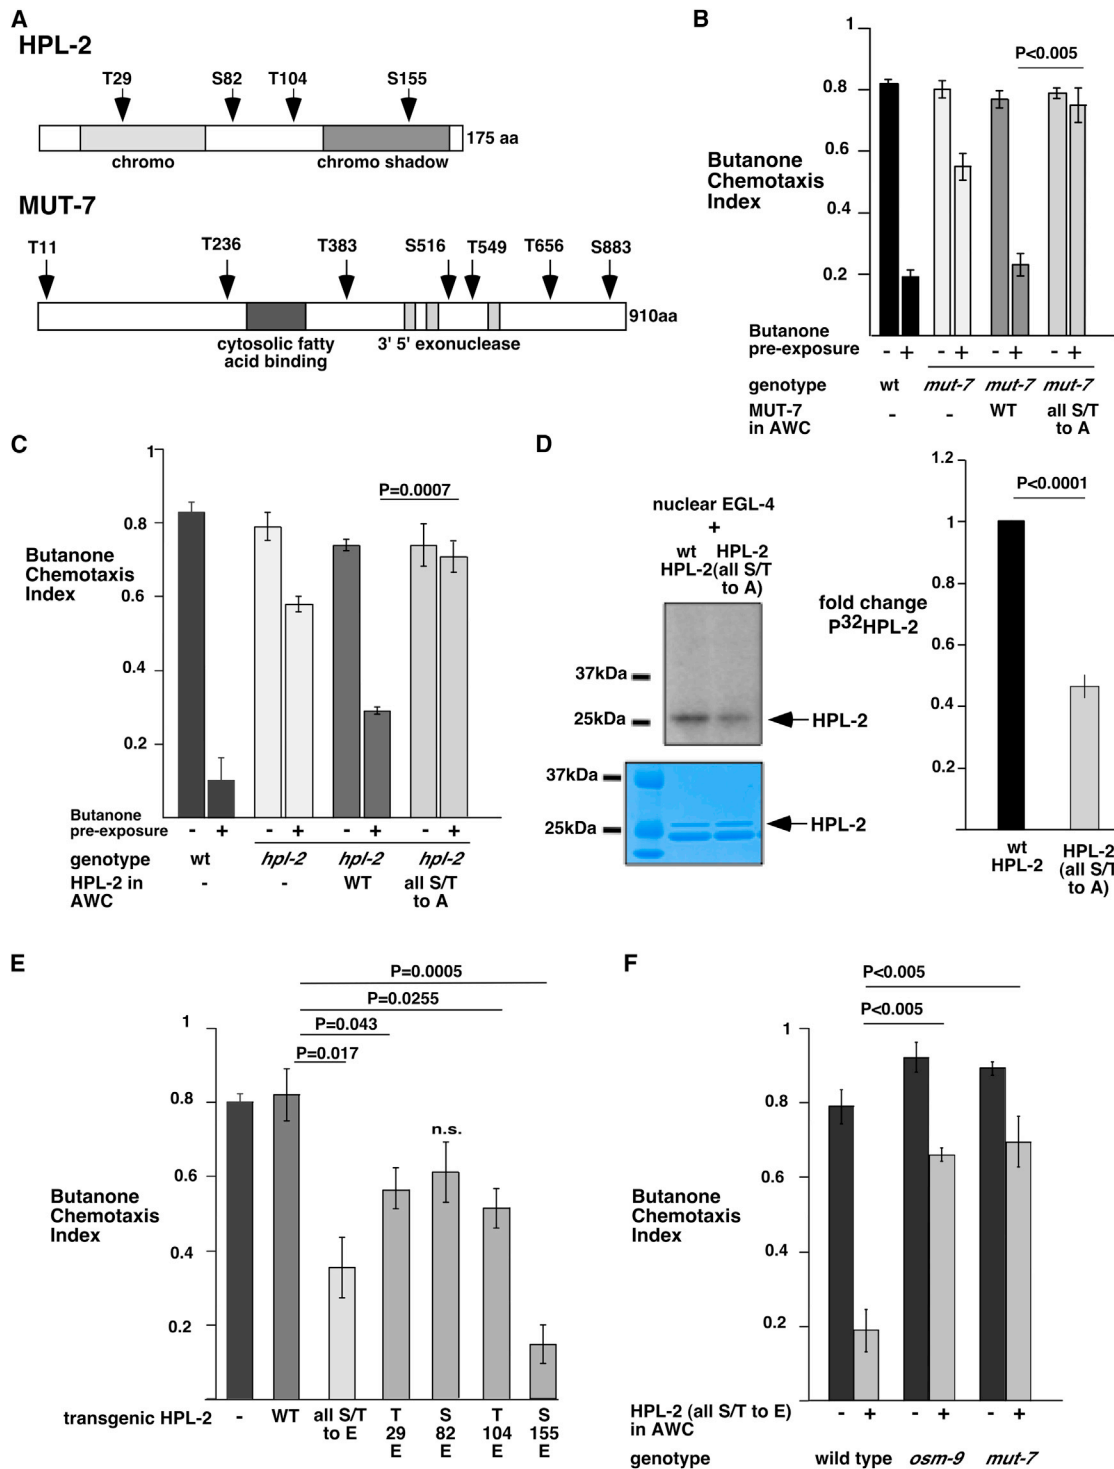 A
HPL-2
T29 S82 T104 S155
175 aa
chromo chromo shadow
MUT-7
T11 T236 T383 S516 T549 T656 S883
910aa
cytosolic fatty acid binding
3' 5' exonuclease
B
P<0.005
1
0.8
0.6
0.4
0.2
Butanone
Chemotaxis
Index
Butanone
pre-exposure - + - + - + - +
genotype wt mut-7 mut-7 mut-7
MUT-7
in AWC
- - WT all S/T
to A
C
P=0.0007
1
0.8
0.6
0.4
0.2
Butanone
Chemotaxis
Index
Butanone
pre-exposure - + - + - + - +
genotype wt hpl-2 hpl-2 hpl-2
HPL-2 in
AWC
- - WT all S/T
to A
D
nuclear EGL-4
+
wt HPL-2
HPL-2(all S/T
to A)
37kDa
25kDa
HPL-2
37kDa
25kDa
HPL-2
P<0.0001
1.2
1
0.8
0.6
0.4
0.2
fold change
P32HPL-2
wt
HPL-2
HPL-2
(all S/T
to A)
E
P=0.0005
P=0.0255
P=0.043
P=0.017
n.s.
1
0.8
0.6
0.4
0.2
Butanone
Chemotaxis
Index
transgenic HPL-2 - WT all S/T
to E
T
29
E
S
82
E
T
104
E
S
155
E
F
P<0.005
P<0.005
1
0.8
0.6
0.4
0.2
Butanone
Chemotaxis
Index
HPL-2 (all S/T to E)
in AWC
- + - + - +
genotype wild type osm-9 mut-7